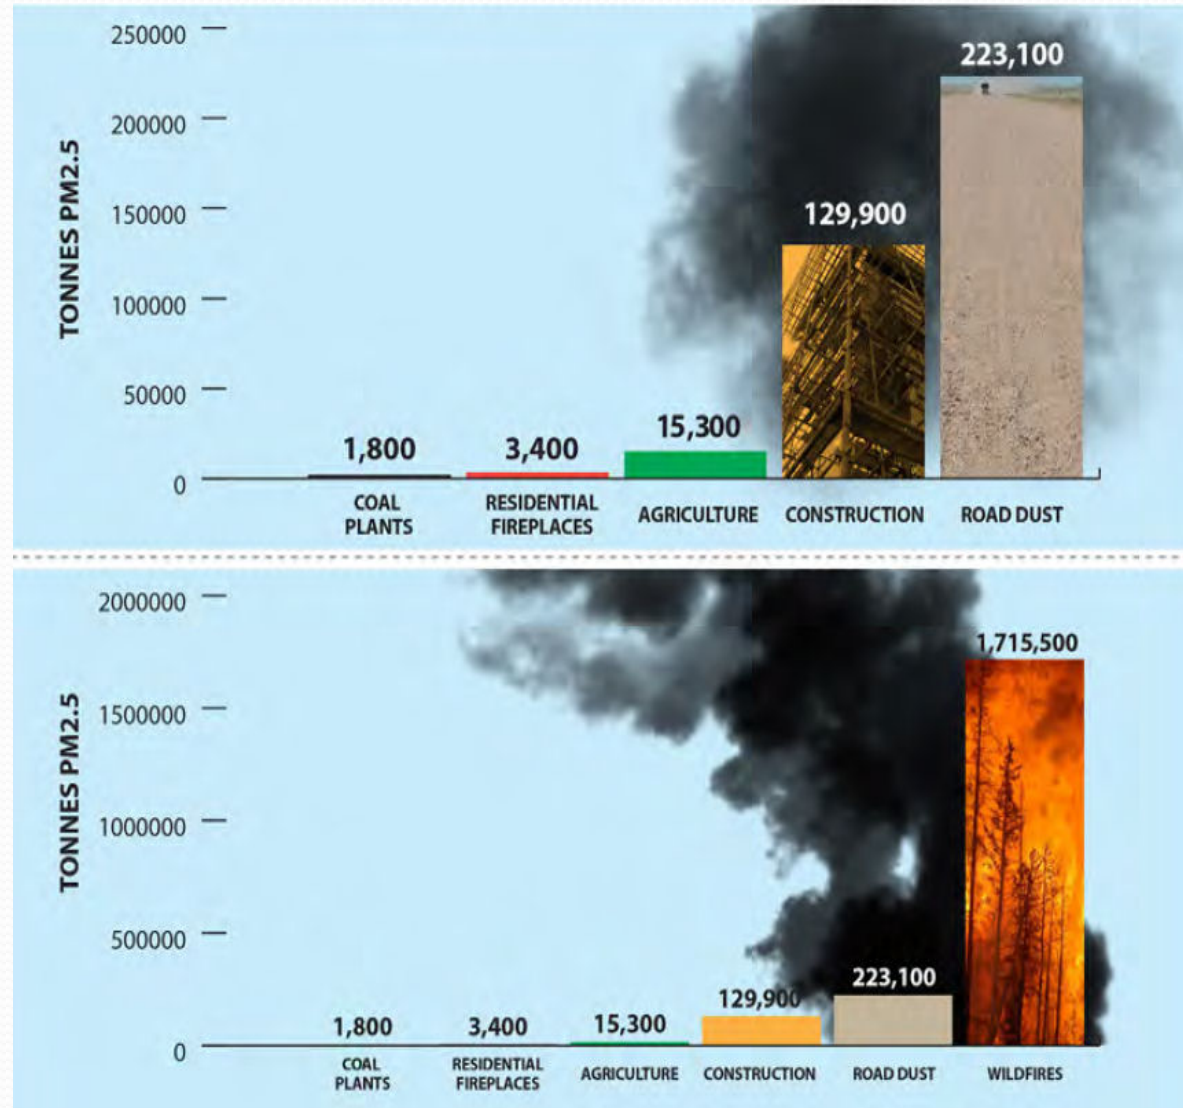 250000
200000
150000
100000
50000
0
TONNES PM2.5
1,800
3,400
15,300
129,900
223,100
COAL
PLANTS
RESIDENTIAL
FIREPLACES
AGRICULTURE
CONSTRUCTION
ROAD DUST
2000000
1500000
1000000
500000
0
TONNES PM2.5
1,800
3,400
15,300
129,900
223,100
1,715,500
COAL
PLANTS
RESIDENTIAL
FIREPLACES
AGRICULTURE
CONSTRUCTION
ROAD DUST
WILDFIRES